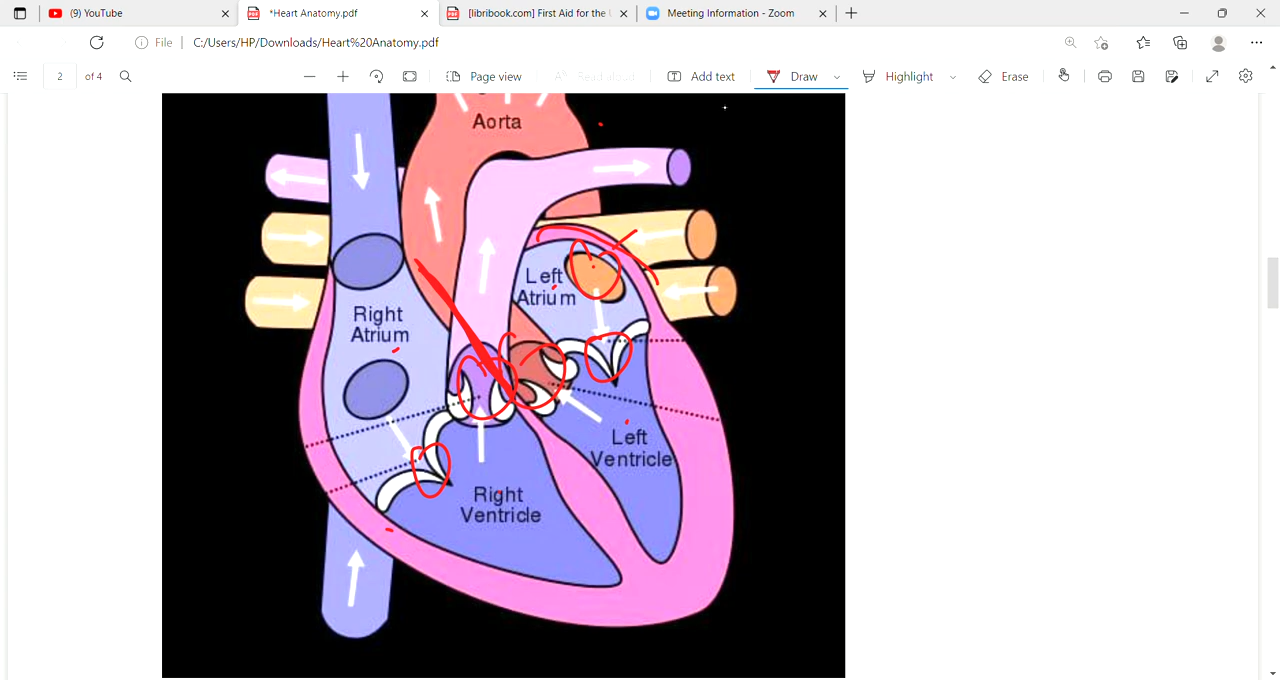 (9) YouTube
*Heart Anatomy.pdf
[libribook.com] First Aid for the
Meeting Information - Zoom
File
C:/Users/HP/Downloads/Heart%20Anatomy.pdf
2 of 4
Page view
Read aloud
Add text
Draw
Highlight
Erase
Aorta
Left
Atrium
Right
Atrium
Left
Ventricle
Right
Ventricle